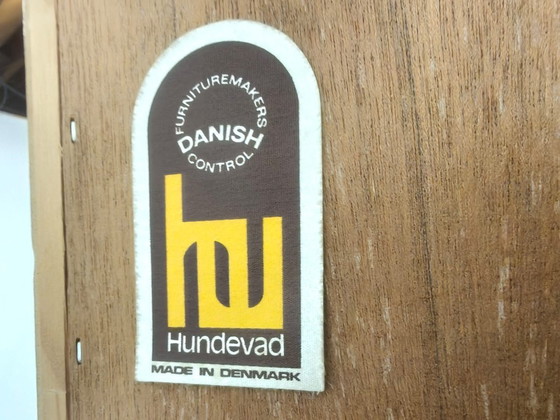 FURNITUREMAKERS
DANISH
CONTROL
hu
Hundevad
MADE IN DENMARK